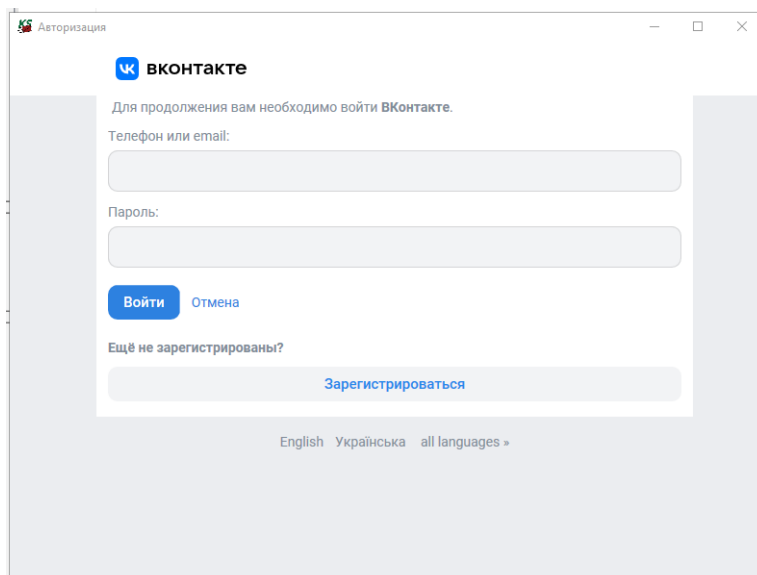 KS Авторизация
вконтакте
Для продолжения вам необходимо войти ВКонтакте.
Телефон или email:
Пароль:
Войти Отмена
Ещё не зарегистрированы?
Зарегистрироваться
English Українська all languages »